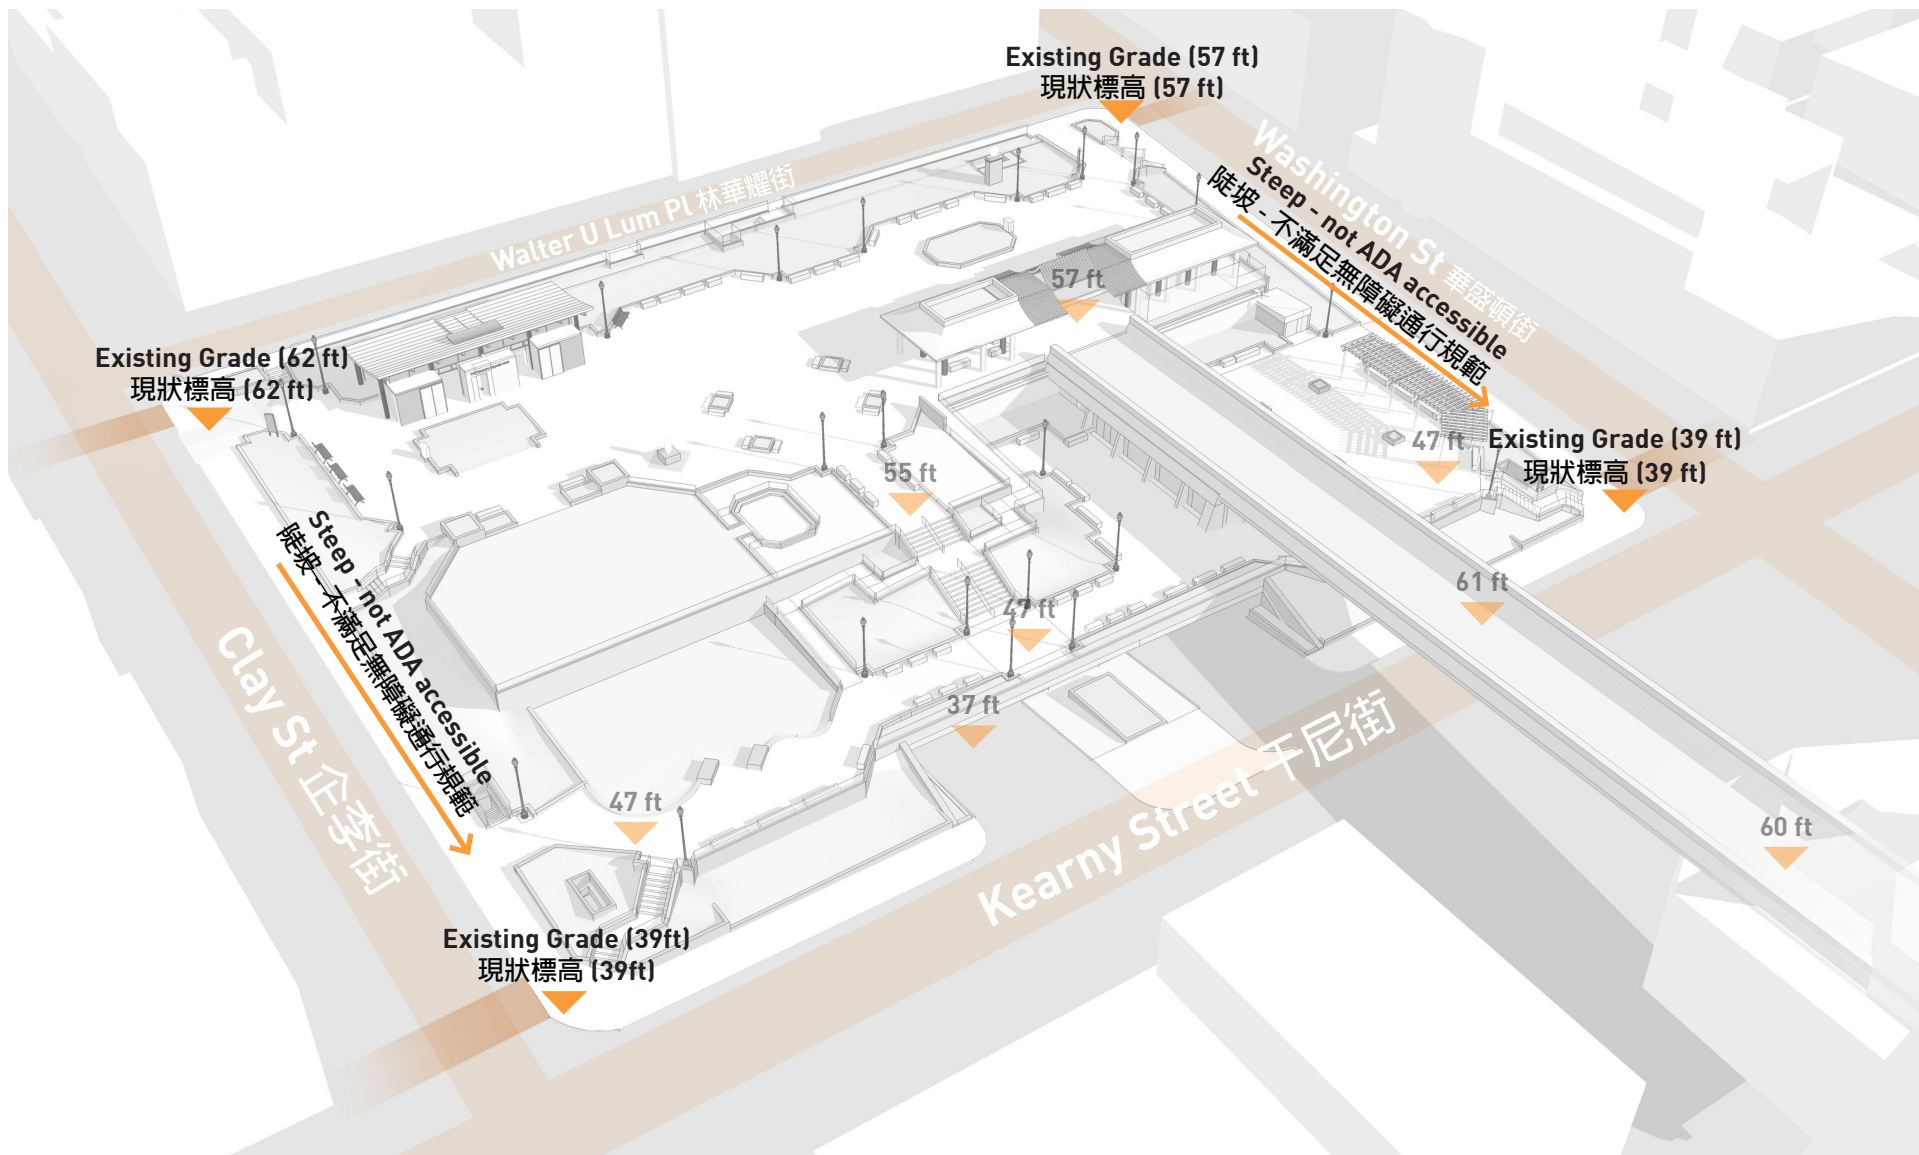 Existing Grade (57 ft)
現狀標高 (57 ft)
Washington St 華盛頓街
Steep - not ADA accessible
陡坡 - 不滿足無障礙通行規範
Walter U Lum Pl 林華耀街
57 ft
Existing Grade (62 ft)
現狀標高 (62 ft)
47 ft
Existing Grade (39 ft)
現狀標高 (39 ft)
55 ft
61 ft
47 ft
Steep - not ADA accessible
陡坡 - 不滿足無障礙通行規範
Clay St 企李街
37 ft
Kearny Street 干尼街
47 ft
60 ft
Existing Grade (39ft)
現狀標高 (39ft)